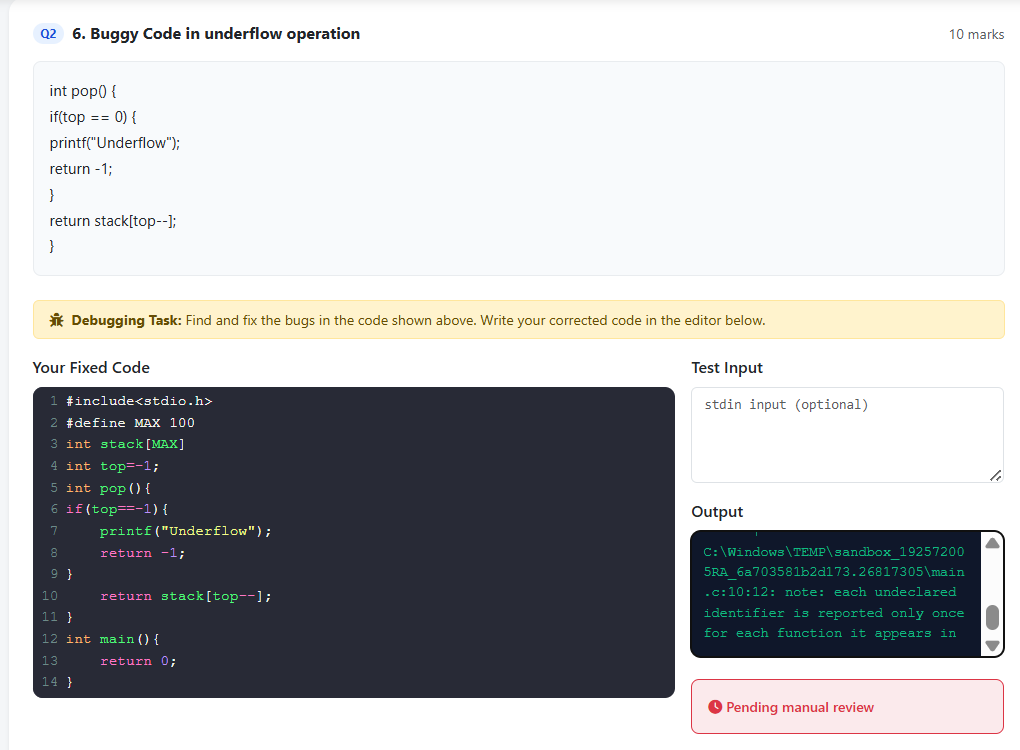 Q2 6. Buggy Code in underflow operation 10 marks
int pop() {
if(top == 0) {
printf("Underflow");
return -1;
}
return stack[top--];
}
Debugging Task: Find and fix the bugs in the code shown above. Write your corrected code in the editor below.
Your Fixed Code
1 #include<stdio.h>
2 #define MAX 100
3 int stack[MAX]
4 int top=-1;
5 int pop(){
6 if(top==-1){
7     printf("Underflow");
8     return -1;
9 }
10     return stack[top--];
11 }
12 int main(){
13     return 0;
14 }
Test Input
stdin input (optional)
Output
C:\Windows\TEMP\sandbox_19257200
5RA_6a703581b2d173.26817305\main
.c:10:12: note: each undeclared
identifier is reported only once
for each function it appears in
Pending manual review